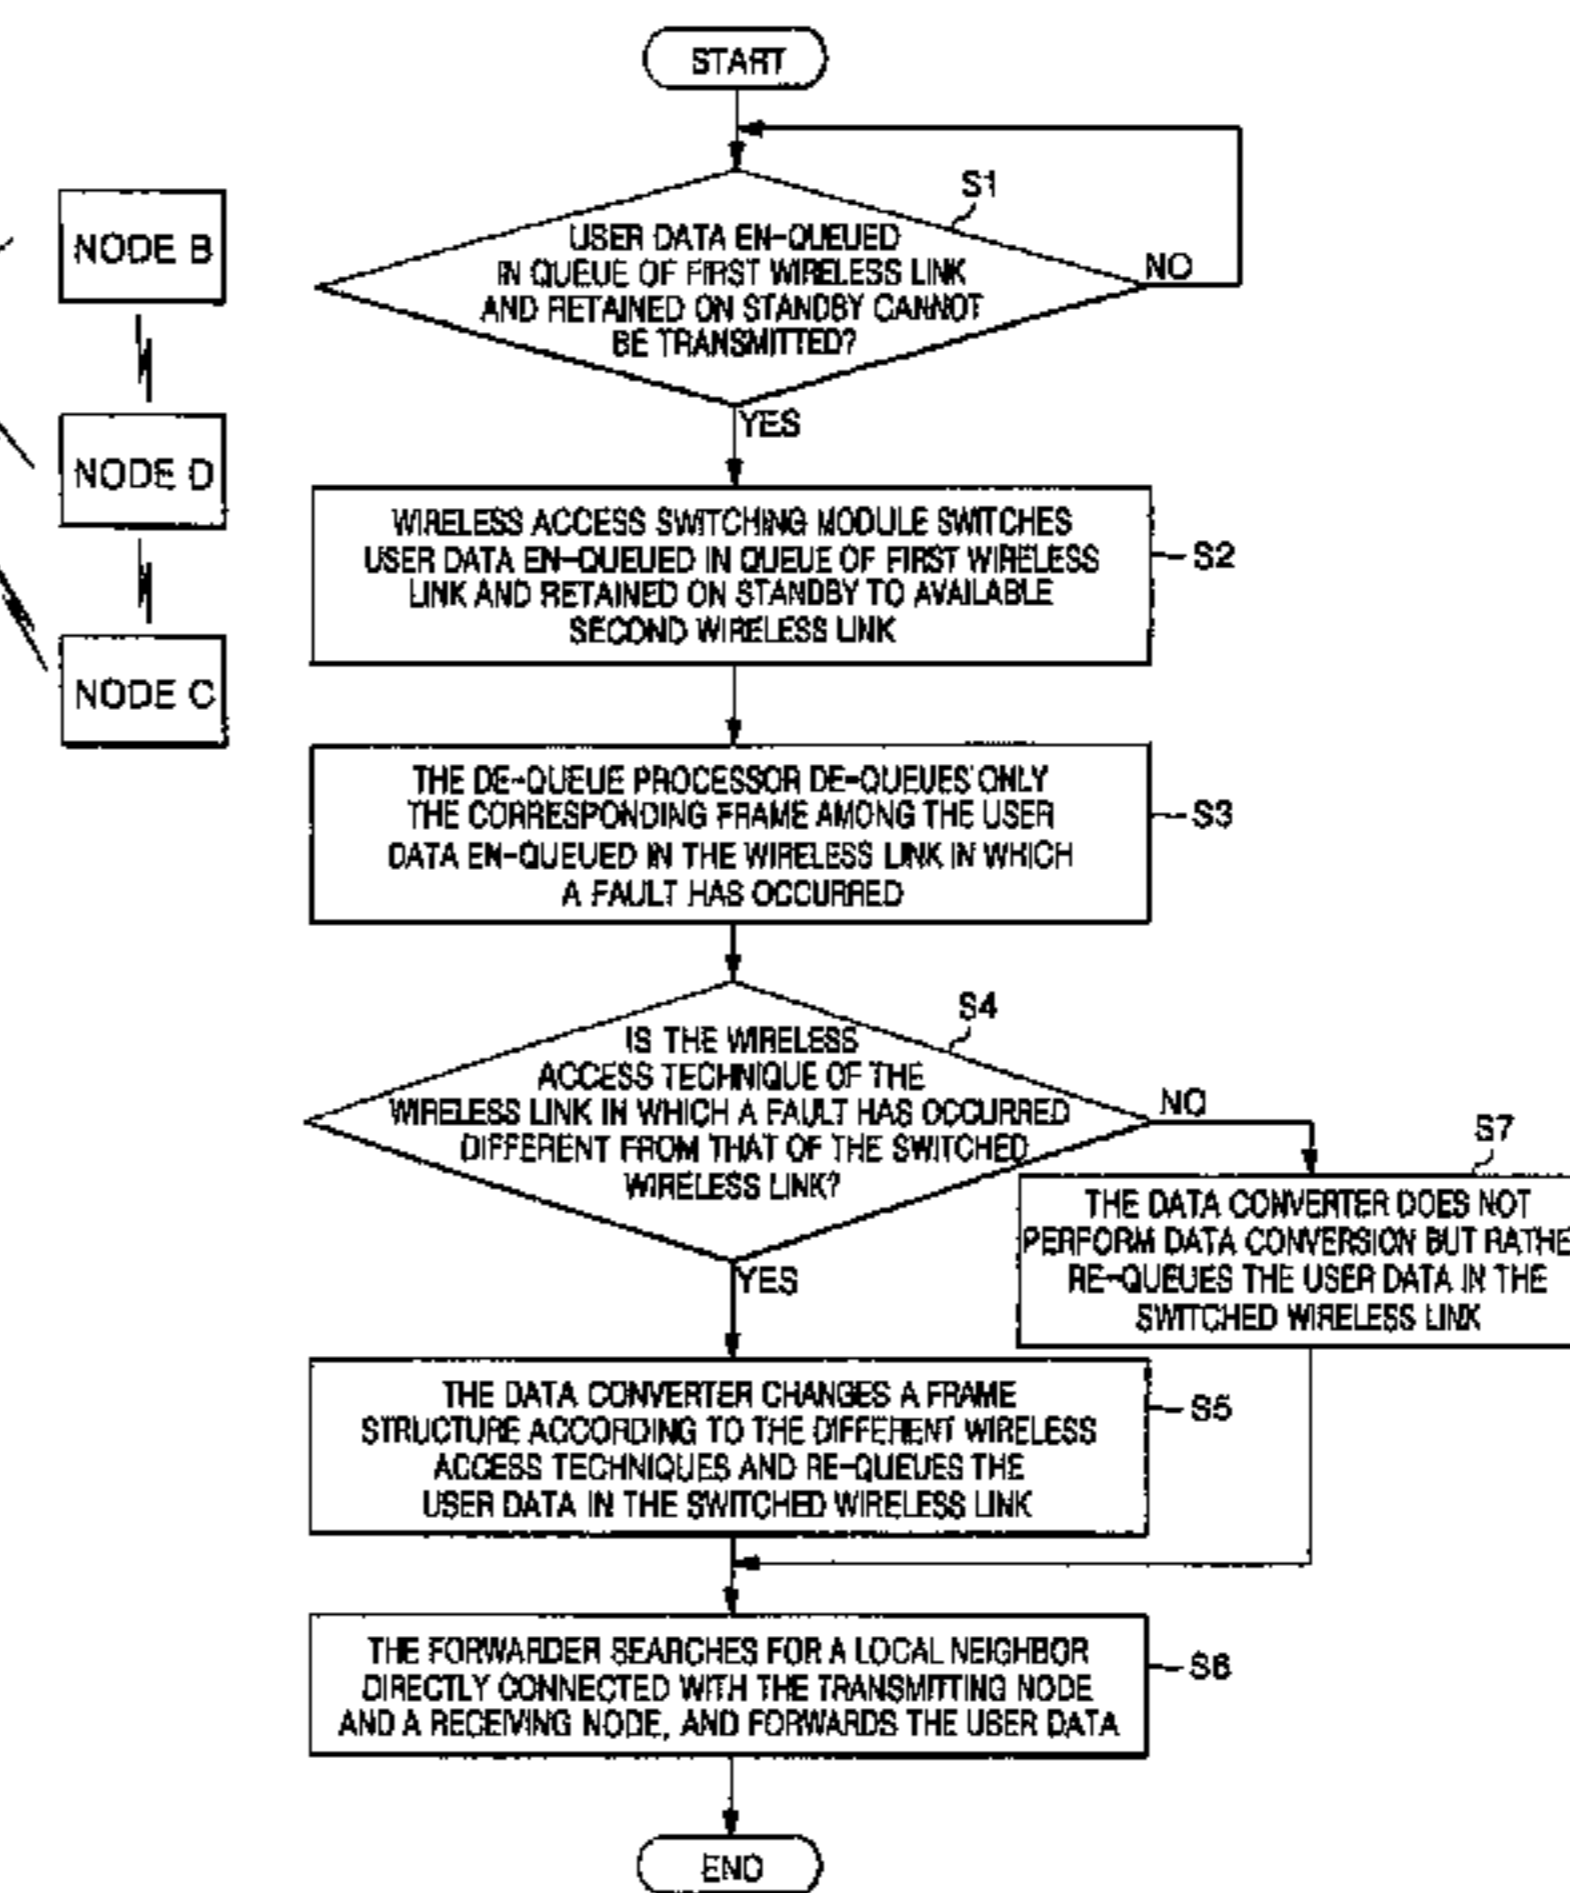 START
S1
USER DATA EN-QUEUED
IN QUEUE OF FIRST WIRELESS LINK
AND RETAINED ON STANDBY CANNOT
BE TRANSMITTED?
NO
YES
NODE B
NODE D
NODE C
WIRELESS ACCESS SWITCHING MODULE SWITCHES
USER DATA EN-QUEUED IN QUEUE OF FIRST WIRELESS
LINK AND RETAINED ON STANDBY TO AVAILABLE
SECOND WIRELESS LINK
S2
THE DE-QUEUE PROCESSOR DE-QUEUES ONLY
THE CORRESPONDING FRAME AMONG THE USER
DATA EN-QUEUED IN THE WIRELESS LINK IN WHICH
A FAULT HAS OCCURRED
S3
S4
IS THE WIRELESS
ACCESS TECHNIQUE OF THE
WIRELESS LINK IN WHICH A FAULT HAS OCCURRED
DIFFERENT FROM THAT OF THE SWITCHED
WIRELESS LINK?
NO
YES
S7
THE DATA CONVERTER DOES NOT
PERFORM DATA CONVERSION BUT RATHE
RE-QUEUES THE USER DATA IN THE
SWITCHED WIRELESS LINK
THE DATA CONVERTER CHANGES A FRAME
STRUCTURE ACCORDING TO THE DIFFERENT WIRELESS
ACCESS TECHNIQUES AND RE-QUEUES THE
USER DATA IN THE SWITCHED WIRELESS LINK
S5
THE FORWARDER SEARCHES FOR A LOCAL NEIGHBOR
DIRECTLY CONNECTED WITH THE TRANSMITTING NODE
AND A RECEIVING NODE, AND FORWARDS THE USER DATA
S6
END